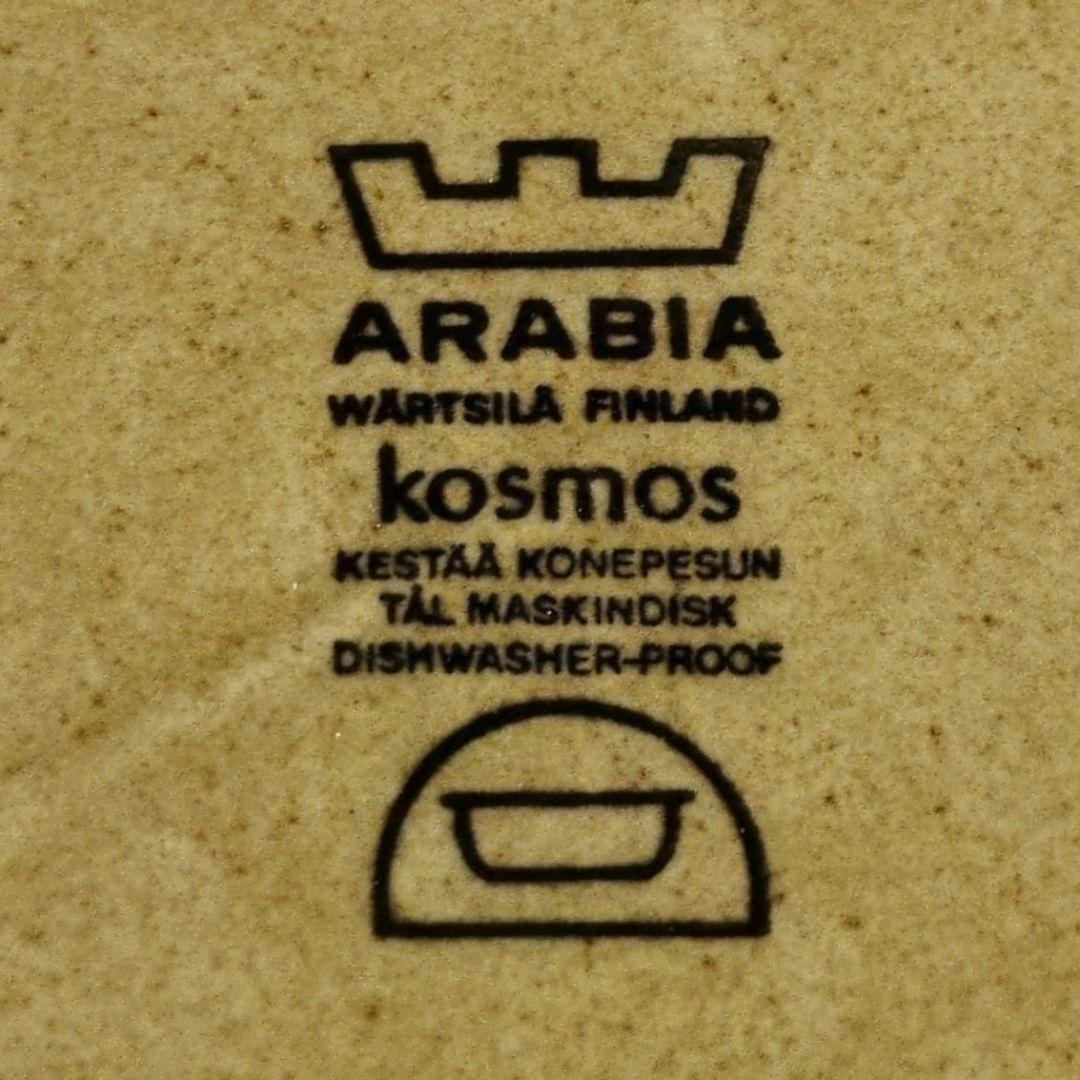 ARABIA
WÄRTSILÄ FINLAND
kosmos
KESTÄÄ KONEPESUN
TÅL MASKINDISK
DISHWASHER-PROOF